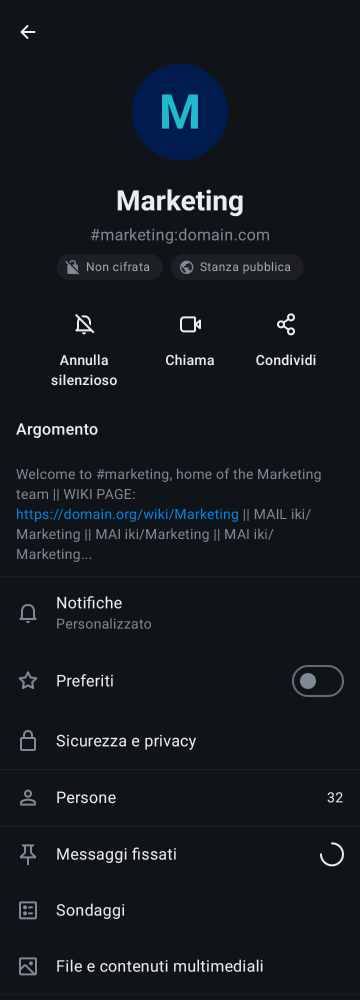 M
Marketing
#marketing:domain.com
Non cifrata
Stanza pubblica
Annulla
silenzioso
Chiama
Condividi
Argomento
Welcome to #marketing, home of the Marketing
team || WIKI PAGE:
https://domain.org/wiki/Marketing || MAIL iki/
Marketing || MAI iki/Marketing || MAI iki/
Marketing...
Notifiche
Personalizzato
Preferiti
Sicurezza e privacy
Persone 32
Messaggi fissati
Sondaggi
File e contenuti multimediali